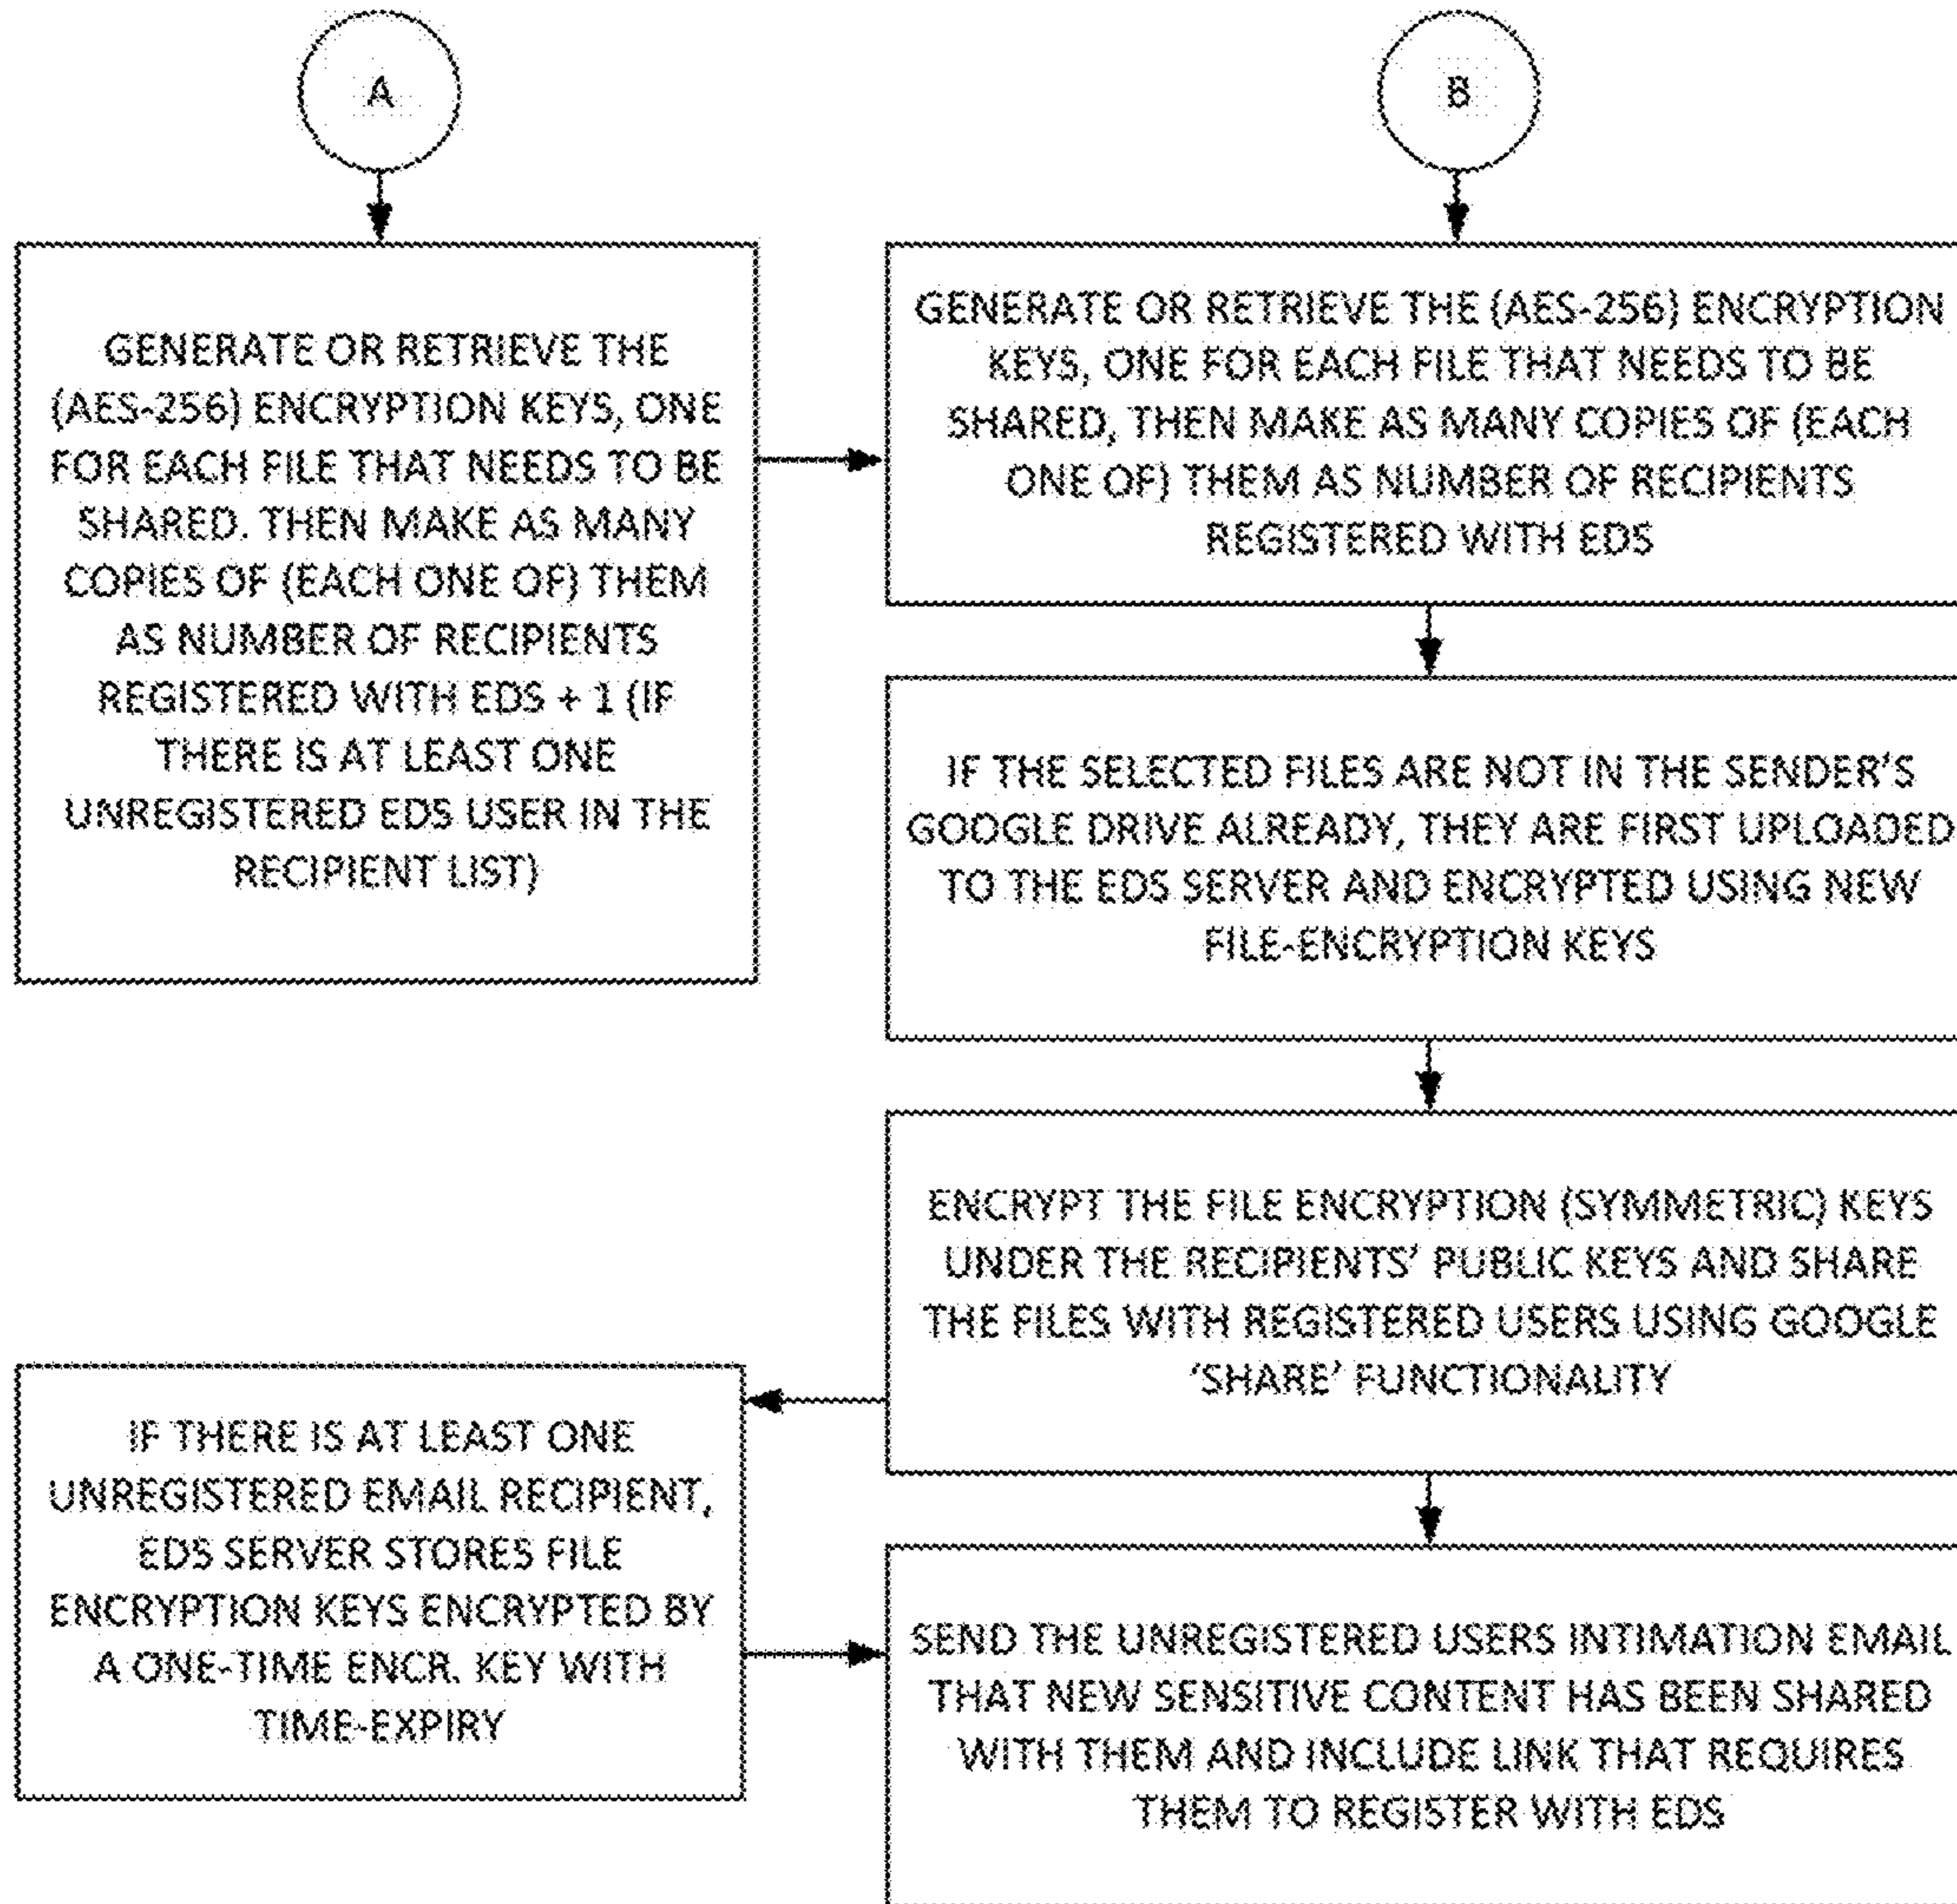 A
B
GENERATE OR RETRIEVE THE
(AES-256) ENCRYPTION KEYS, ONE
FOR EACH FILE THAT NEEDS TO BE
SHARED. THEN MAKE AS MANY
COPIES OF (EACH ONE OF) THEM
AS NUMBER OF RECIPIENTS
REGISTERED WITH EDS + 1 (IF
THERE IS AT LEAST ONE
UNREGISTERED EDS USER IN THE
RECIPIENT LIST)
GENERATE OR RETRIEVE THE (AES-256) ENCRYPTION
KEYS, ONE FOR EACH FILE THAT NEEDS TO BE
SHARED, THEN MAKE AS MANY COPIES OF (EACH
ONE OF) THEM AS NUMBER OF RECIPIENTS
REGISTERED WITH EDS
IF THE SELECTED FILES ARE NOT IN THE SENDER'S
GOOGLE DRIVE ALREADY, THEY ARE FIRST UPLOADED
TO THE EDS SERVER AND ENCRYPTED USING NEW
FILE-ENCRYPTION KEYS
ENCRYPT THE FILE ENCRYPTION (SYMMETRIC) KEYS
UNDER THE RECIPIENTS' PUBLIC KEYS AND SHARE
THE FILES WITH REGISTERED USERS USING GOOGLE
'SHARE' FUNCTIONALITY
IF THERE IS AT LEAST ONE
UNREGISTERED EMAIL RECIPIENT,
EDS SERVER STORES FILE
ENCRYPTION KEYS ENCRYPTED BY
A ONE-TIME ENCR. KEY WITH
TIME-EXPIRY
SEND THE UNREGISTERED USERS INTIMATION EMAIL
THAT NEW SENSITIVE CONTENT HAS BEEN SHARED
WITH THEM AND INCLUDE LINK THAT REQUIRES
THEM TO REGISTER WITH EDS